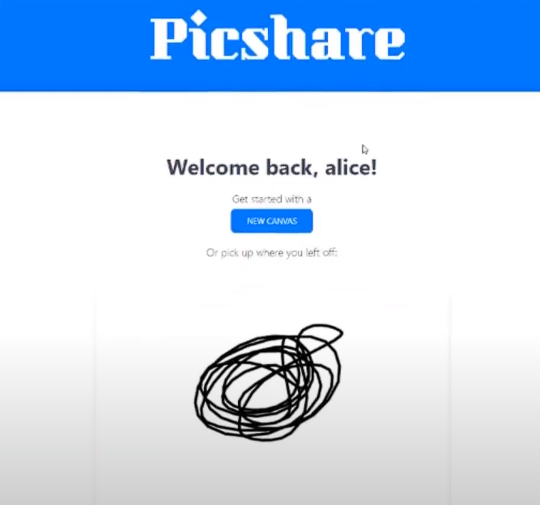 Picshare
Welcome back, alice!
Get started with a
NEW CANVAS
Or pick up where you left off: